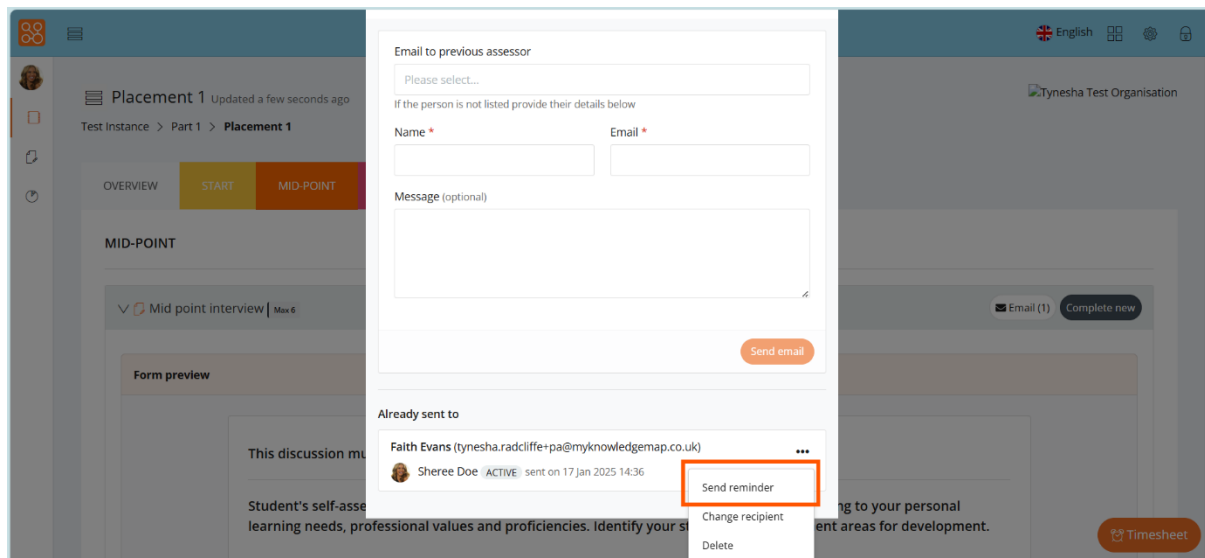 English
Placement 1 Updated a few seconds ago
Tynesha Test Organisation
Test Instance > Part 1 > Placement 1
OVERVIEW
START
MID-POINT
MID-POINT
Mid point interview
Max 6
Email (1)
Complete new
Form preview
This discussion mu
Student's self-asse
ng to your personal
learning needs, professional values and proficiencies. Identify your st
ent areas for development.
Timesheet
Email to previous assessor
Please select...
If the person is not listed provide their details below
Name *
Email *
Message (optional)
Send email
Already sent to
Faith Evans (tynesha.radcliffe+pa@myknowledgemap.co.uk)
Sheree Doe ACTIVE sent on 17 Jan 2025 14:36
Send reminder
Change recipient
Delete